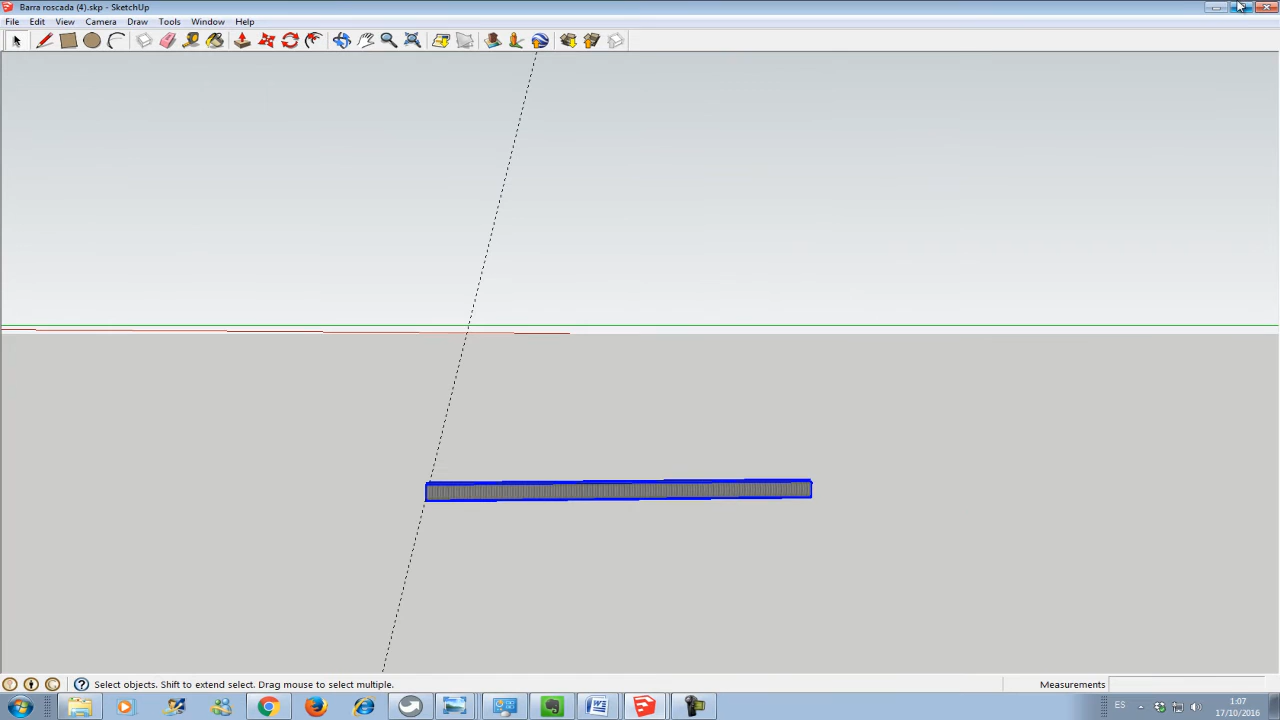 Barra roscada (4).skp - SketchUp
File Edit View Camera Draw Tools Window Help
Select objects. Shift to extend select. Drag mouse to select multiple.
Measurements
ES
1:07
17/10/2016